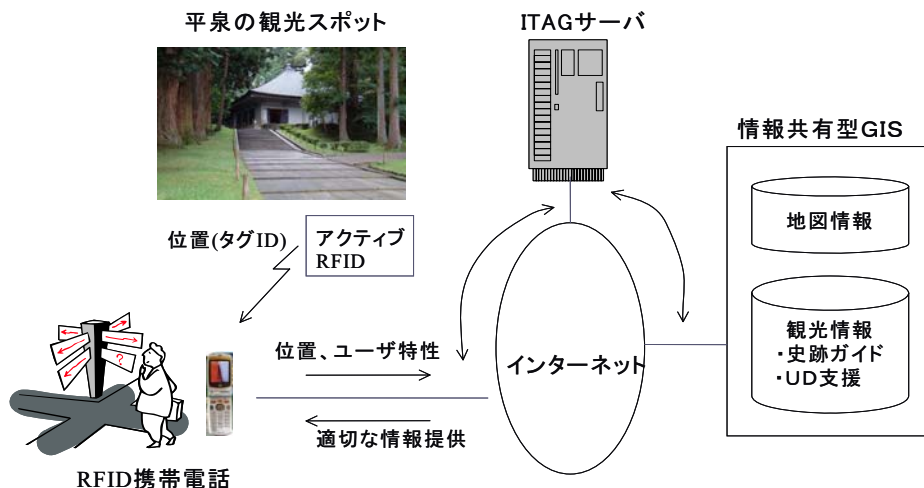 平泉の観光スポット
ITAGサーバ
情報共有型GIS
地図情報
位置(タグID)
アクティブ
RFID
観光情報
・史跡ガイド
・UD支援
位置、ユーザ特性
インターネット
?
適切な情報提供
RFID携帯電話